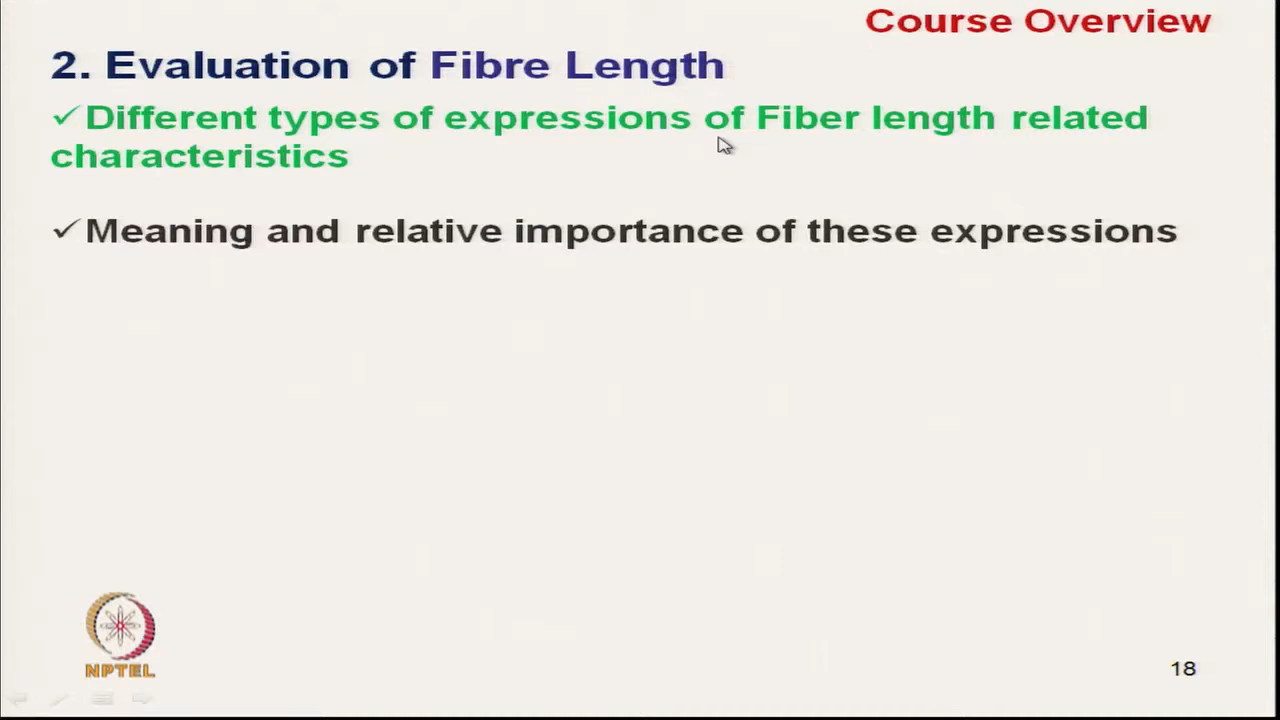 Course Overview
2. Evaluation of Fibre Length
✓Different types of expressions of Fiber length related
characteristics
✓Meaning and relative importance of these expressions
NPTEL
18